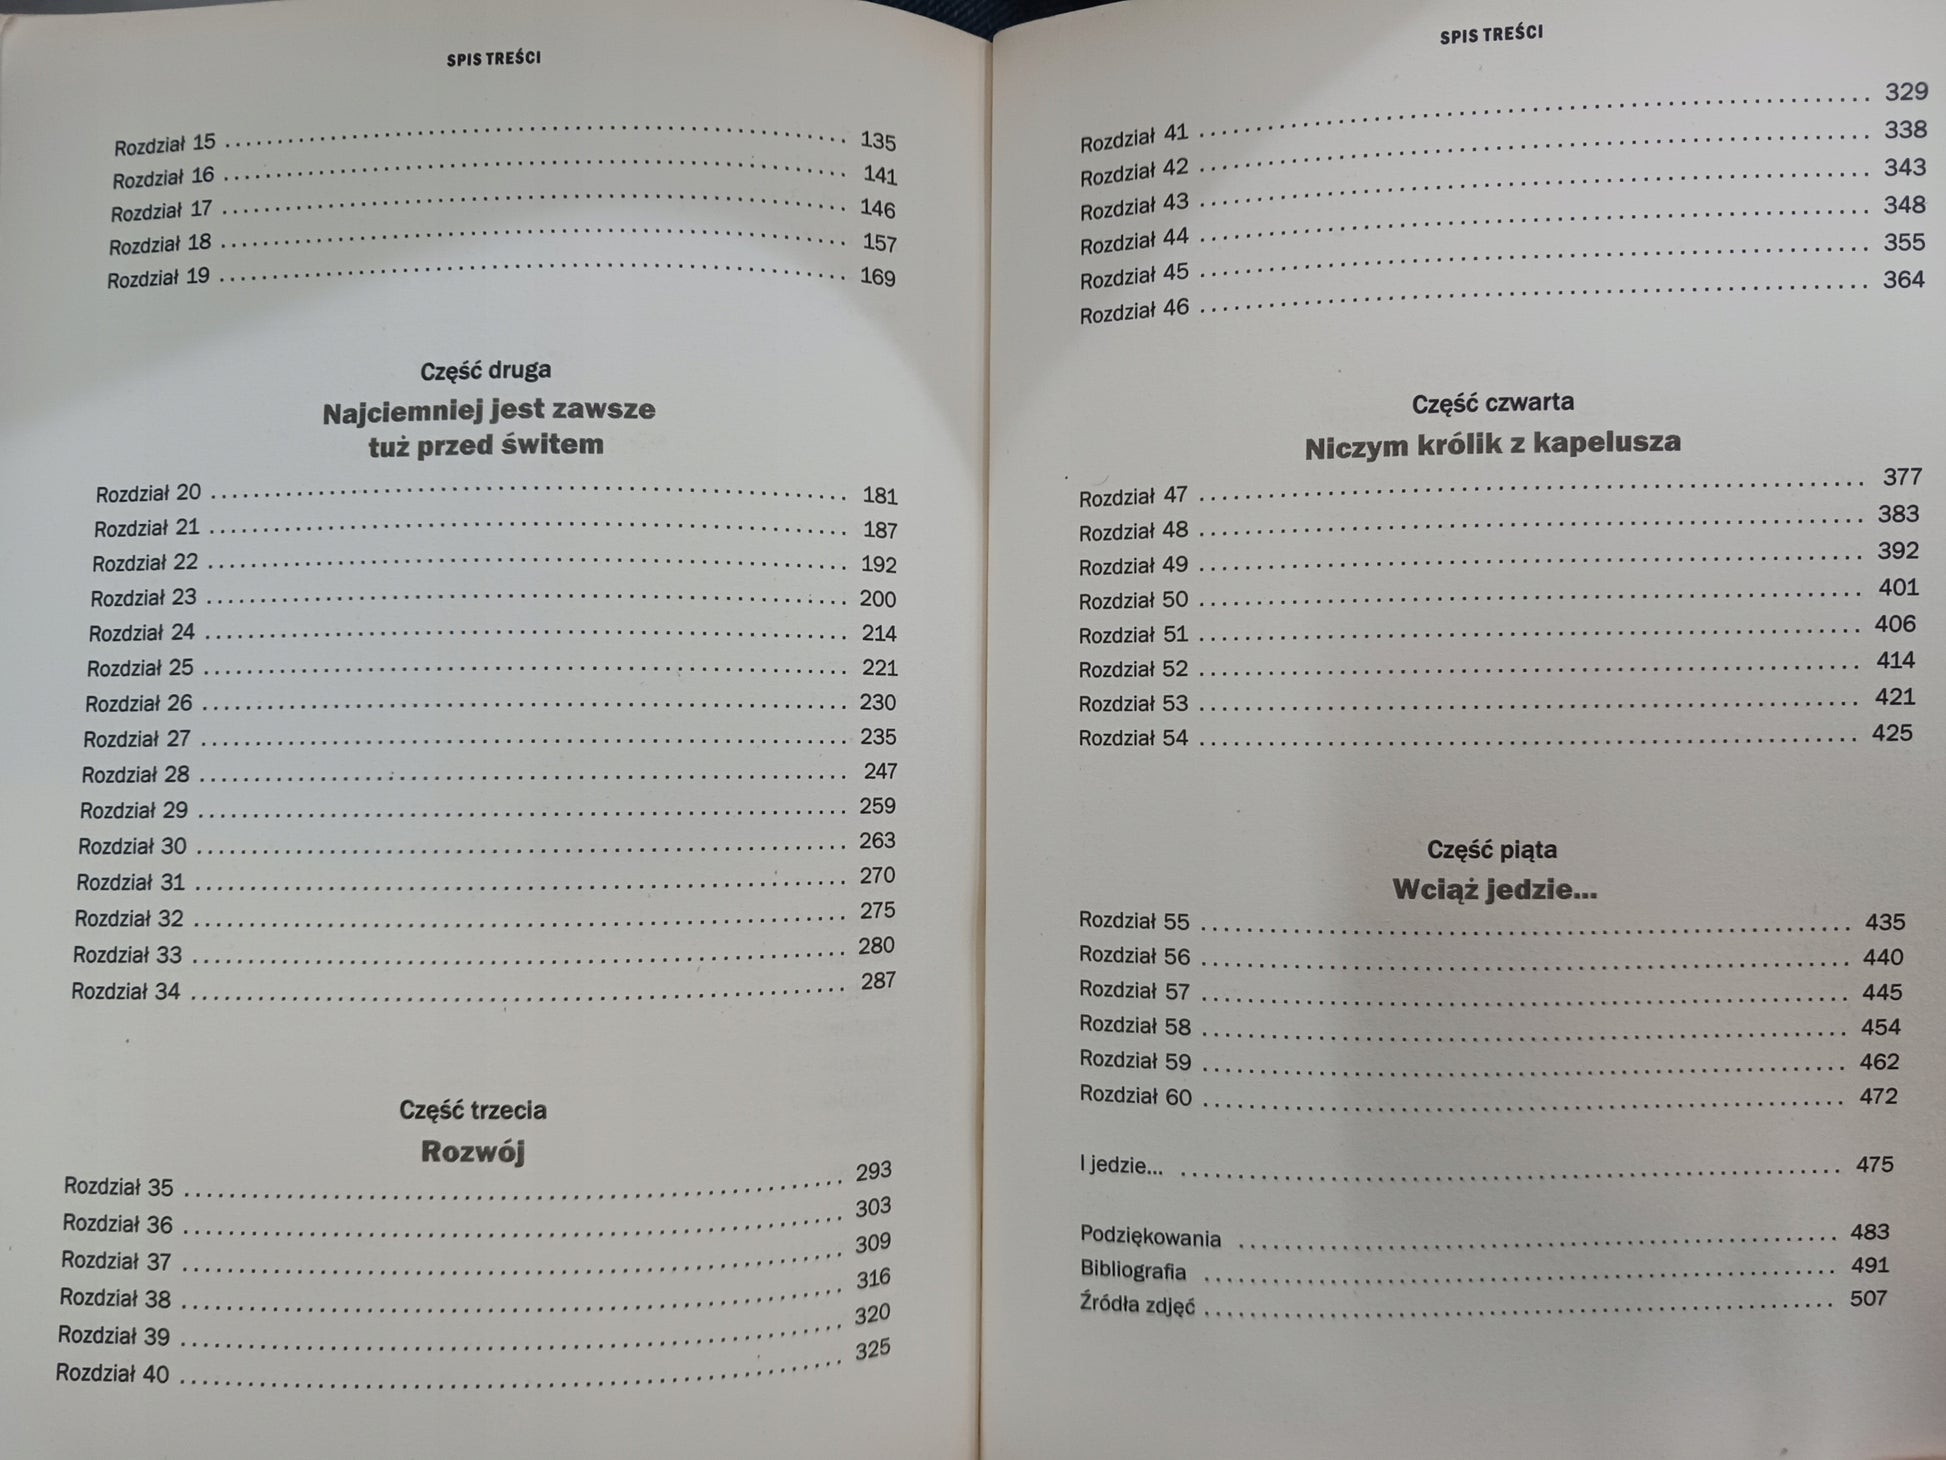 SPIS TREŚCI
Rozdział 15 ........ 135
Rozdział 16 ........ 141
Rozdział 17 ........ 146
Rozdział 18 ........ 157
Rozdział 19 ........ 169
Część druga
Najciemniej jest zawsze
tuż przed świtem
Rozdział 20 ........ 181
Rozdział 21 ........ 187
Rozdział 22 ........ 192
Rozdział 23 ........ 200
Rozdział 24 ........ 214
Rozdział 25 ........ 221
Rozdział 26 ........ 230
Rozdział 27 ........ 235
Rozdział 28 ........ 247
Rozdział 29 ........ 259
Rozdział 30 ........ 263
Rozdział 31 ........ 270
Rozdział 32 ........ 275
Rozdział 33 ........ 280
Rozdział 34 ........ 287
Część trzecia
Rozwój
Rozdział 35 ........ 293
Rozdział 36 ........ 303
Rozdział 37 ........ 309
Rozdział 38 ........ 316
Rozdział 39 ........ 320
Rozdział 40 ........ 325
SPIS TREŚCI
Rozdział 41 ........ 329
Rozdział 42 ........ 338
Rozdział 43 ........ 343
Rozdział 44 ........ 348
Rozdział 45 ........ 355
Rozdział 46 ........ 364
Część czwarta
Niczym królik z kapelusza
Rozdział 47 ........ 377
Rozdział 48 ........ 383
Rozdział 49 ........ 392
Rozdział 50 ........ 401
Rozdział 51 ........ 406
Rozdział 52 ........ 414
Rozdział 53 ........ 421
Rozdział 54 ........ 425
Część piąta
Wciąż jedzie...
Rozdział 55 ........ 435
Rozdział 56 ........ 440
Rozdział 57 ........ 445
Rozdział 58 ........ 454
Rozdział 59 ........ 462
Rozdział 60 ........ 472
I jedzie... ........ 475
Podziękowania ........ 483
Bibliografia ........ 491
Źródła zdjęć ........ 507